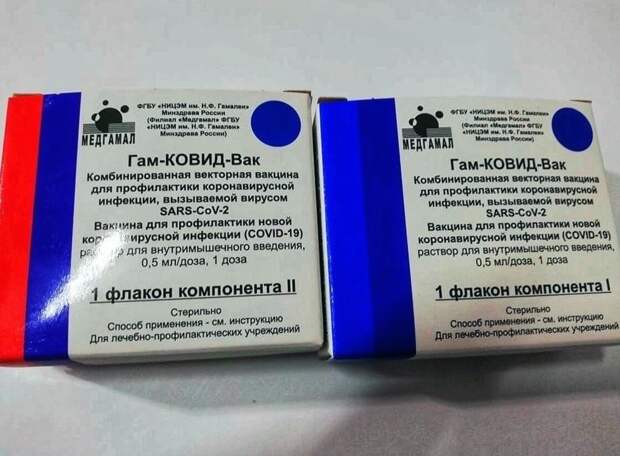 МЕДГАМАЛ
ФГБУ «НИЦЭМ им. Н.Ф. Гамалеи»
Минздрава России
(Филиал «Медгамал» ФГБУ
«НИЦЭМ им. Н.Ф. Гамалеи»
Минздрава России)
Гам-КОВИД-Вак
Комбинированная векторная вакцина
для профилактики коронавирусной
инфекции, вызываемой вирусом
SARS-CoV-2
Вакцина для профилактики новой
коронавирусной инфекции (COVID-19)
раствор для внутримышечного введения,
0,5 мл/доза, 1 доза
1 флакон компонента II
Стерильно
Способ применения - см. инструкцию
Для лечебно-профилактических учреждений
МЕДГАМАЛ
ФГБУ «НИЦЭМ им. Н.Ф. Гамалеи»
Минздрава России
(Филиал «Медгамал» ФГБУ
«НИЦЭМ им. Н.Ф. Гамалеи»
Минздрава России)
Гам-КОВИД-Вак
Комбинированная векторная вакцина
для профилактики коронавирусной
инфекции, вызываемой вирусом
SARS-CoV-2
Вакцина для профилактики новой
коронавирусной инфекции (COVID-19)
раствор для внутримышечного введения,
0,5 мл/доза, 1 доза
1 флакон компонента I
Стерильно
Способ применения - см. инструкцию
Для лечебно-профилактических учреждений